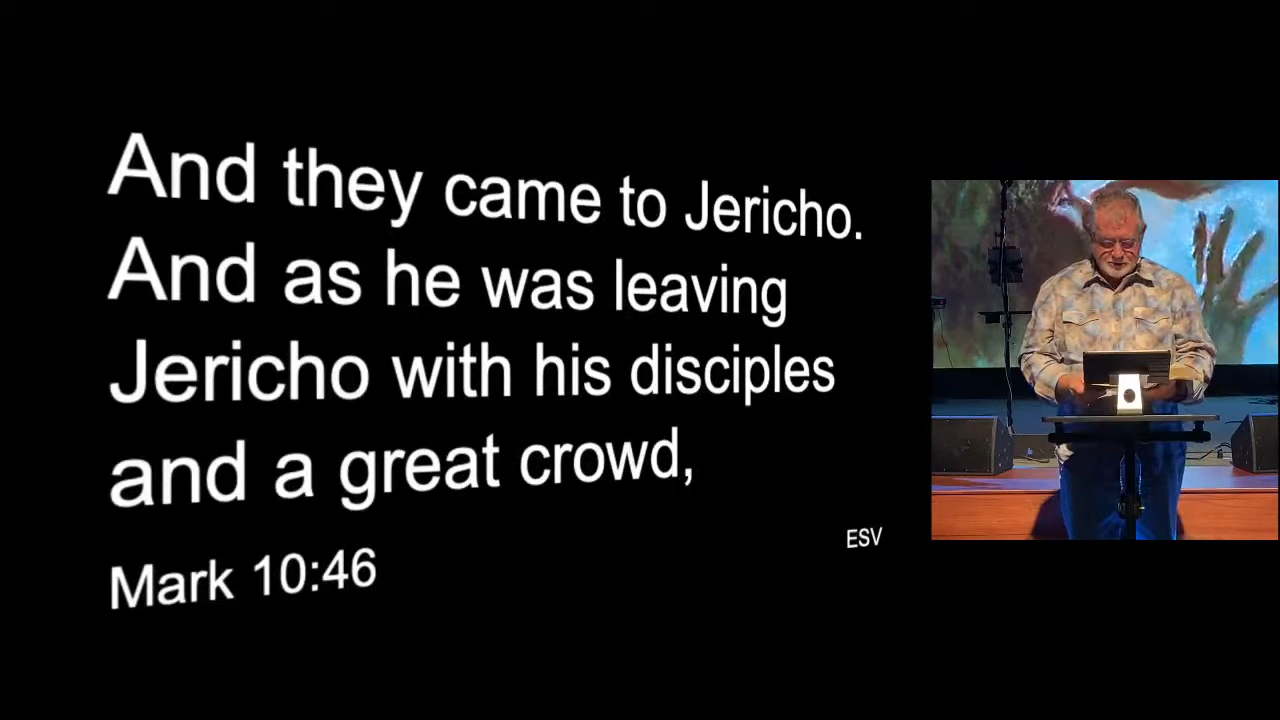 And they came to Jericho.
And as he was leaving
Jericho with his disciples
and a great crowd,
ESV
Mark 10:46